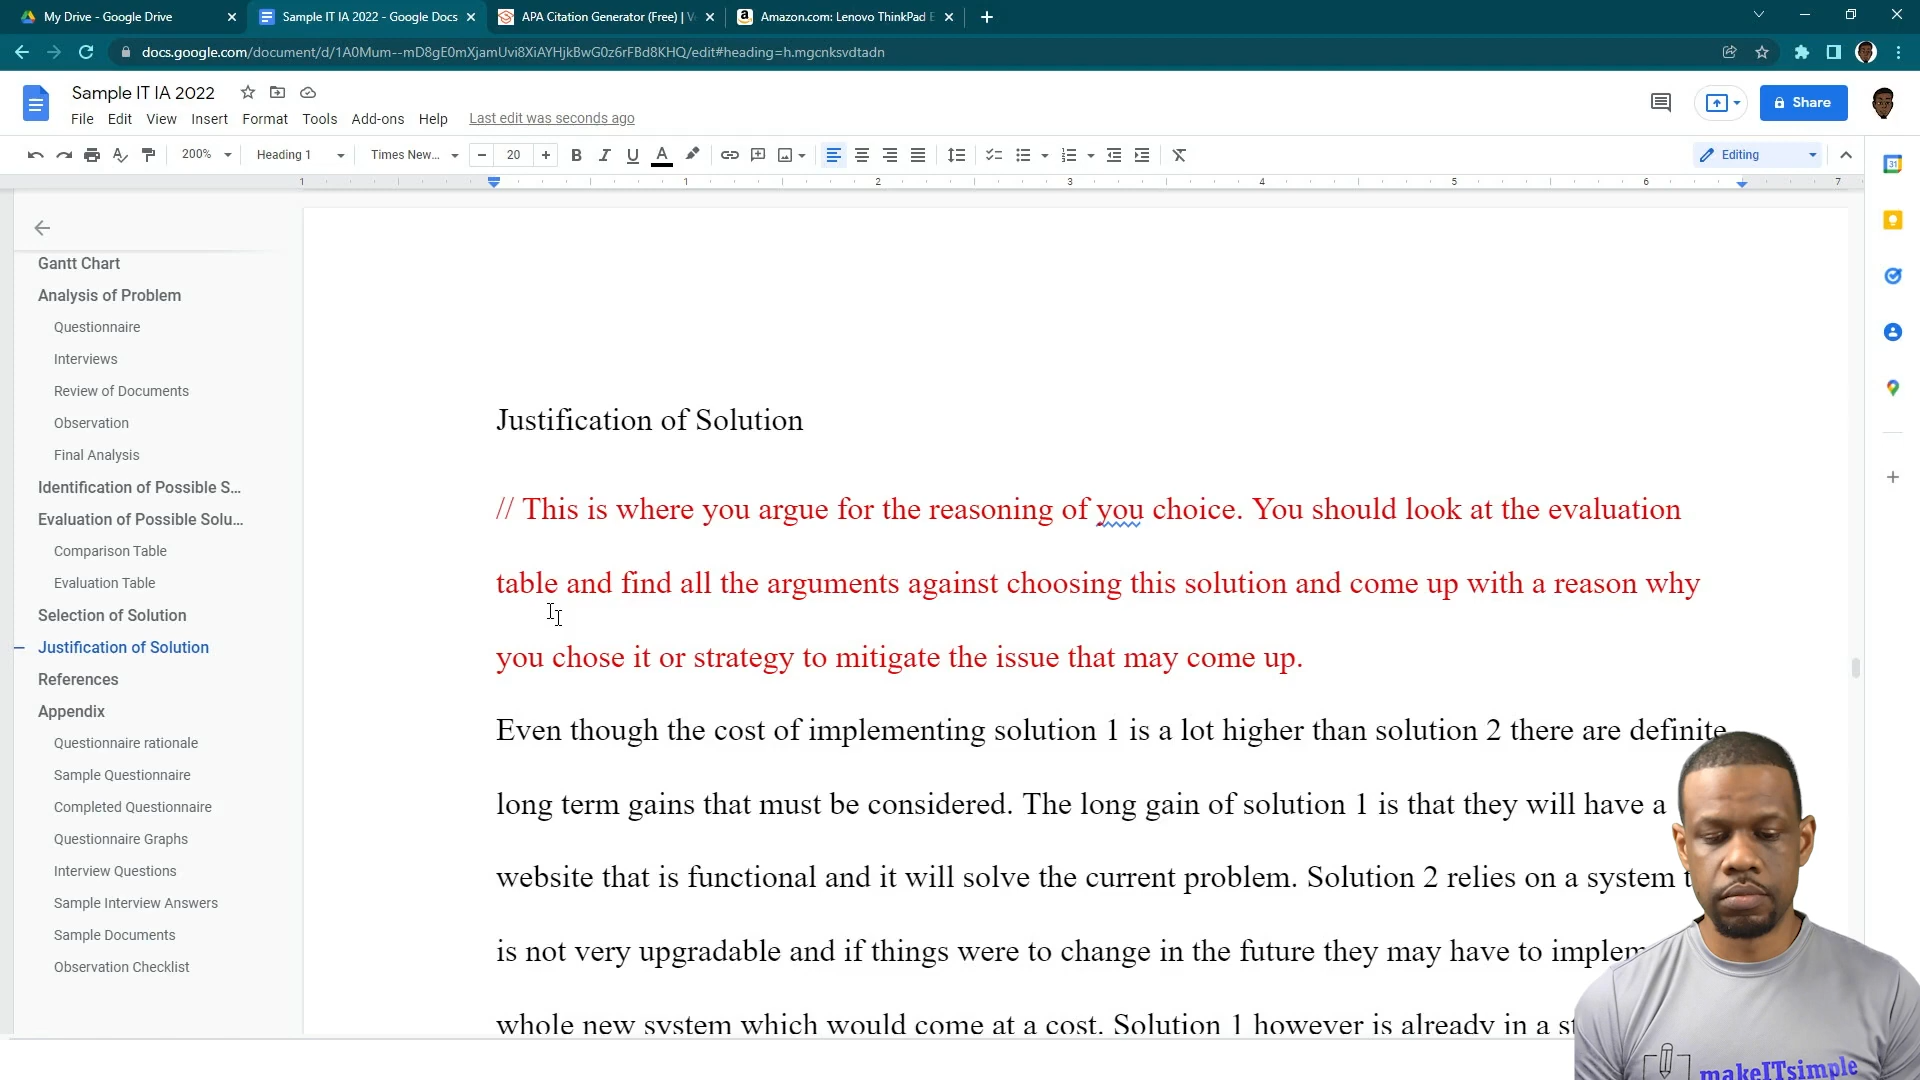 My Drive - Google Drive
Sample IT IA 2022 - Google Docs
APA Citation Generator (Free) |
Amazon.com: Lenovo ThinkPad E
docs.google.com/document/d/1A0Mum--mD8gE0mXjamUvi8XiAYHjkBwG0z6rFBd8KHQ/edit#heading=h.mgcnksvdtadn
Sample IT IA 2022
File Edit View Insert Format Tools Add-ons Help Last edit was seconds ago
Share
200% Heading 1 Times New... 20 Editing
1 1 2 3 4 5 6 7
Gantt Chart
Analysis of Problem
Questionnaire
Interviews
Review of Documents
Observation
Final Analysis
Identification of Possible S...
Evaluation of Possible Solu...
Comparison Table
Evaluation Table
Selection of Solution
Justification of Solution
References
Appendix
Questionnaire rationale
Sample Questionnaire
Completed Questionnaire
Questionnaire Graphs
Interview Questions
Sample Interview Answers
Sample Documents
Observation Checklist
Justification of Solution
// This is where you argue for the reasoning of you choice. You should look at the evaluation
table and find all the arguments against choosing this solution and come up with a reason why
you chose it or strategy to mitigate the issue that may come up.
Even though the cost of implementing solution 1 is a lot higher than solution 2 there are definite
long term gains that must be considered. The long gain of solution 1 is that they will have a
website that is functional and it will solve the current problem. Solution 2 relies on a system
is not very upgradable and if things were to change in the future they may have to implem
whole new system which would come at a cost. Solution 1 however is already in a
makeITsimple